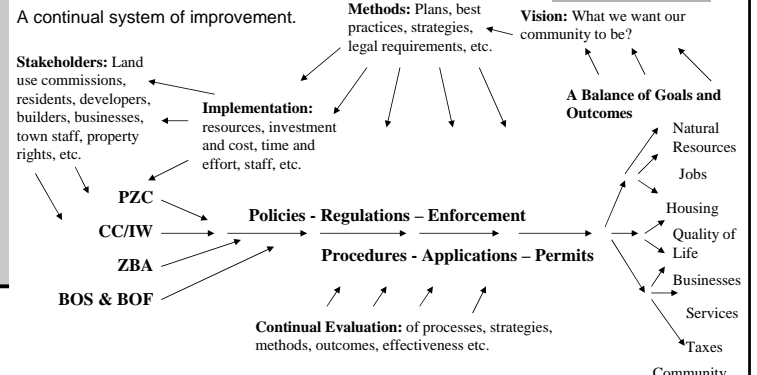 A continual system of improvement.
Methods: Plans, best
practices, strategies,
legal requirements, etc.
Vision: What we want our
community to be?
Stakeholders: Land
use commissions,
residents, developers,
builders, businesses,
town staff, property
rights, etc.
Implementation:
resources, investment
and cost, time and
effort, staff, etc.
A Balance of Goals and
Outcomes
Natural
Resources
Jobs
Housing
Quality of
Life
Businesses
Services
Taxes
Community
PZC
CC/IW
ZBA
BOS & BOF
Policies - Regulations – Enforcement
Procedures - Applications – Permits
Continual Evaluation: of processes, strategies,
methods, outcomes, effectiveness etc.